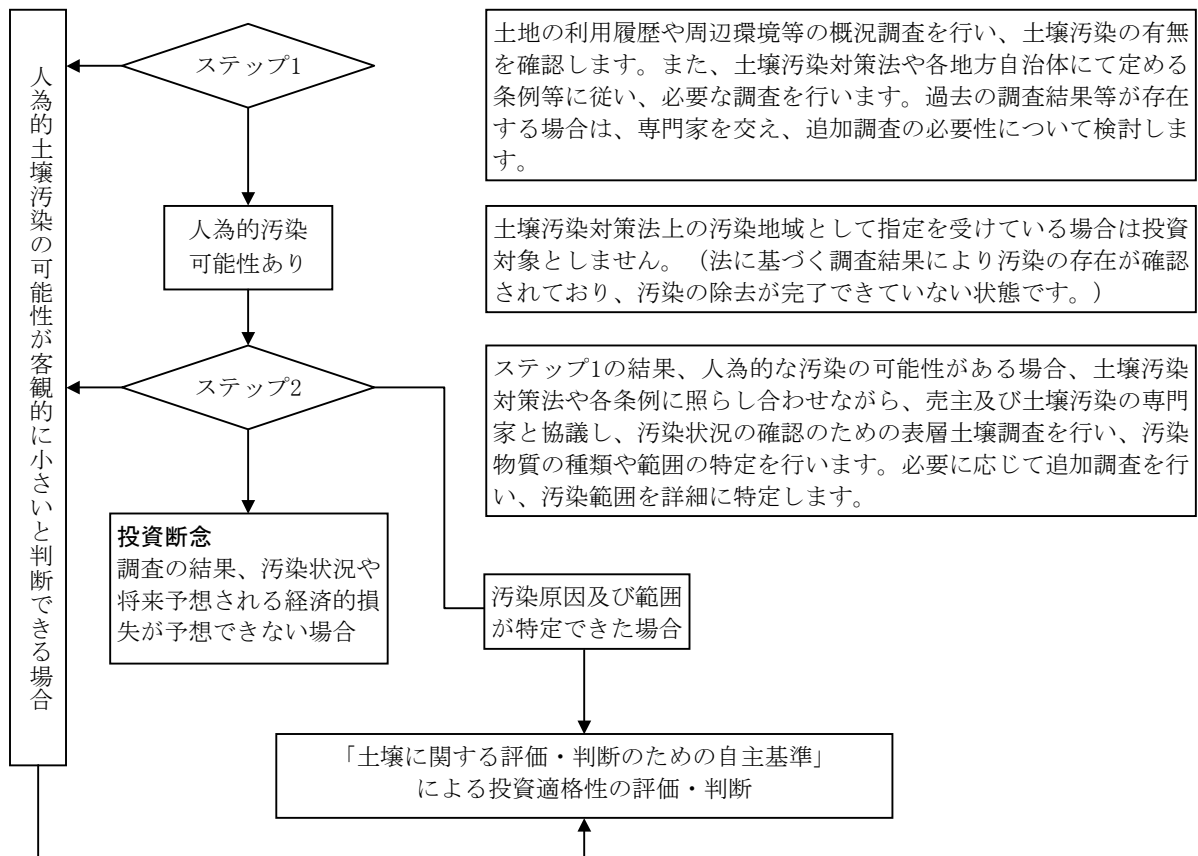 人為的土壌汚染の可能性が客観的に小さいと判断できる場合
ステップ1
土地の利用履歴や周辺環境等の概況調査を行い、土壌汚染の有無
を確認します。また、土壌汚染対策法や各地方自治体にて定める
条例等に従い、必要な調査を行います。過去の調査結果等が存在
する場合は、専門家を交え、追加調査の必要性について検討しま
す。
人為的汚染
可能性あり
土壌汚染対策法上の汚染地域として指定を受けている場合は投資
対象としません。（法に基づく調査結果により汚染の存在が確認
されており、汚染の除去が完了できていない状態です。）
ステップ2
ステップ1の結果、人為的な汚染の可能性がある場合、土壌汚染
対策法や各条例に照らし合わせながら、売主及び土壌汚染の専門
家と協議し、汚染状況の確認のための表層土壌調査を行い、汚染
物質の種類や範囲の特定を行います。必要に応じて追加調査を行
い、汚染範囲を詳細に特定します。
投資断念
調査の結果、汚染状況や
将来予想される経済的損
失が予想できない場合
汚染原因及び範囲
が特定できた場合
「土壌に関する評価・判断のための自主基準」
による投資適格性の評価・判断